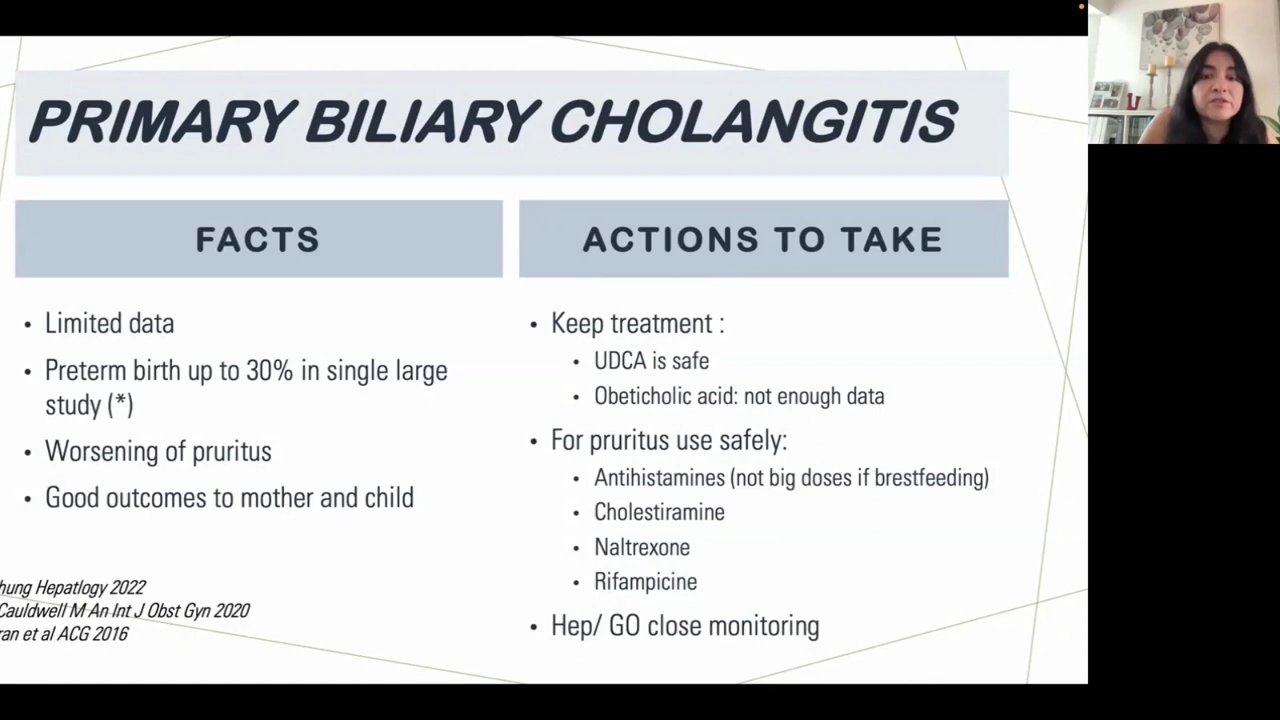 PRIMARY BILIARY CHOLANGITIS
FACTS
• Limited data
• Preterm birth up to 30% in single large
study (*)
• Worsening of pruritus
• Good outcomes to mother and child
Hepatlogy 2022
Cauldwell M An Int J Obst Gyn 2020
et al ACG 2016
ACTIONS TO TAKE
• Keep treatment :
• UDCA is safe
• Obeticholic acid: not enough data
• For pruritus use safely:
• Antihistamines (not big doses if brestfeeding)
• Cholestiramine
• Naltrexone
• Rifampicine
• Hep/ GO close monitoring